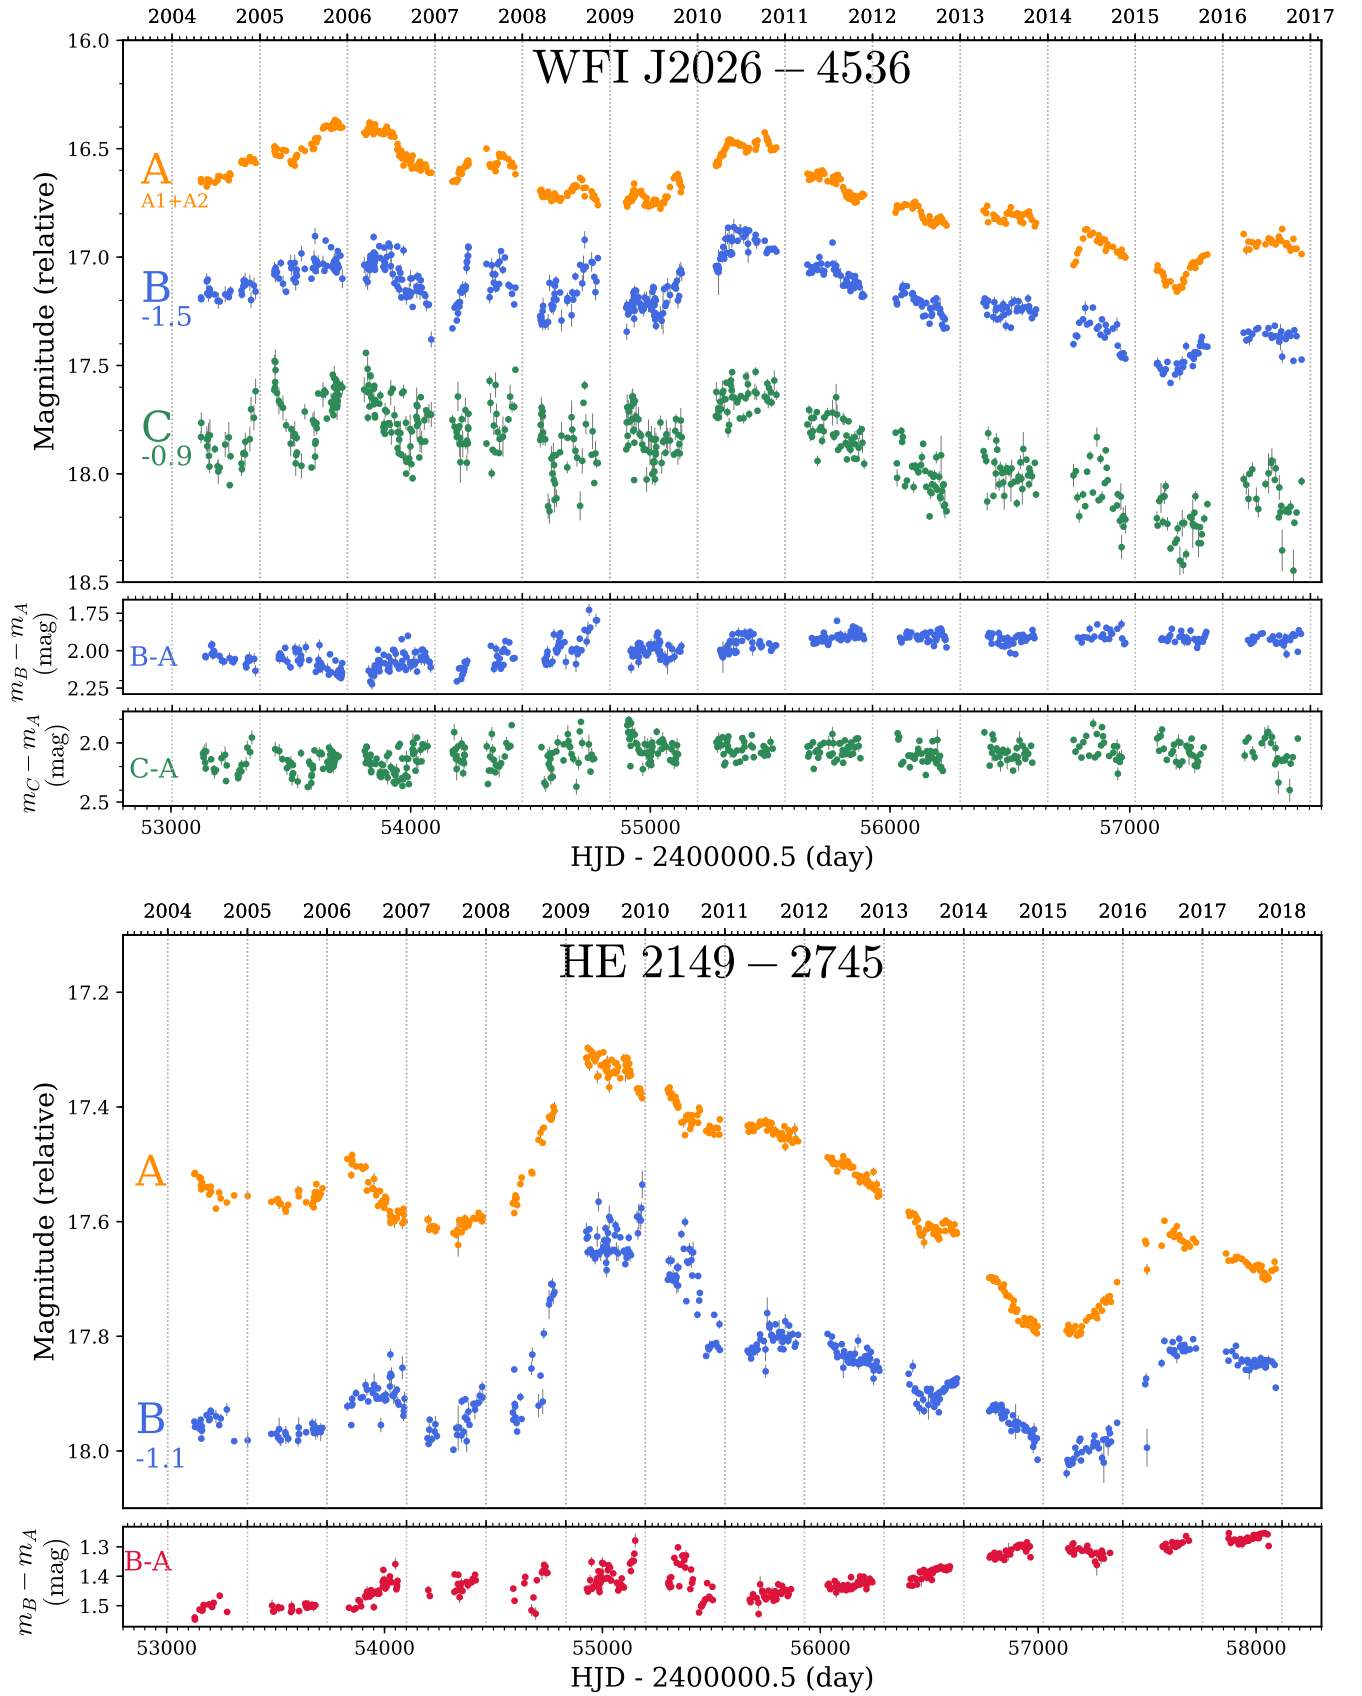 2004 2005 2006 2007 2008 2009 2010 2011 2012 2013 2014 2015 2016 2017
WFI J2026 − 4536
16.0
16.5
17.0
17.5
18.0
18.5
Magnitude (relative)
A
A1+A2
B
-1.5
C
-0.9
1.75
2.00
2.25
m_B − m_A
(mag)
B-A
2.0
2.5
m_C − m_A
(mag)
C-A
53000 54000 55000 56000 57000
HJD - 2400000.5 (day)
2004 2005 2006 2007 2008 2009 2010 2011 2012 2013 2014 2015 2016 2017 2018
HE 2149 − 2745
17.2
17.4
17.6
17.8
18.0
Magnitude (relative)
A
B
-1.1
1.3
1.4
1.5
m_B − m_A
(mag)
B-A
53000 54000 55000 56000 57000 58000
HJD - 2400000.5 (day)